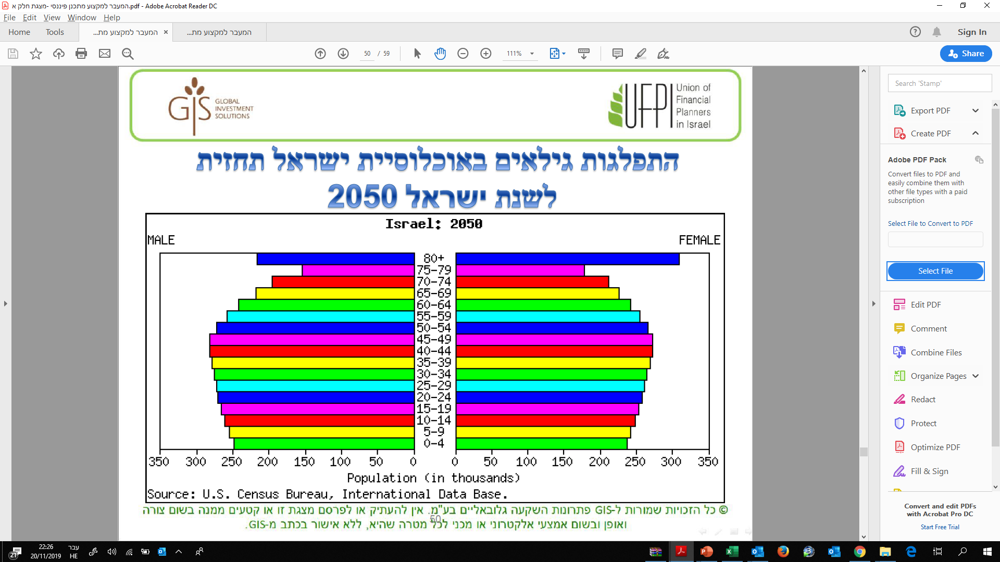 המעבר למקצוע מתכנן פיננסי -מצגת חלק א.pdf - Adobe Acrobat Reader DC
File Edit View Window Help
Home Tools המעבר למקצוע מת... המעבר למקצוע מת... Sign In
50 / 59 111% Share
GIS GLOBAL INVESTMENT SOLUTIONS
UFPI Union of Financial Planners in Israel
התפלגות גילאים באוכלוסיית ישראל תחזית
לשנת ישראל 2050
Israel: 2050
MALE FEMALE
80+
75-79
70-74
65-69
60-64
55-59
50-54
45-49
40-44
35-39
30-34
25-29
20-24
15-19
10-14
5-9
0-4
350 300 250 200 150 100 50 0 0 50 100 150 200 250 300 350
Population (in thousands)
Source: U.S. Census Bureau, International Data Base.
© כל הזכויות שמורות ל-GIS פתרונות השקעה גלובאליים בע"מ. אין להעתיק או לפרסם מצגת זו או קטעים ממנה בשום צורה
ואופן ובשום אמצעי אלקטרוני או מכני לכל מטרה שהיא, ללא אישור בכתב מ-GIS.
50
Search 'Stamp'
Export PDF
Create PDF
Adobe PDF Pack
Convert files to PDF and
easily combine them with
other file types with a paid
subscription
Select File to Convert to PDF
Select File
Edit PDF
Comment
Combine Files
Organize Pages
Redact
Protect
Optimize PDF
Fill & Sign
Convert and edit PDFs
with Acrobat Pro DC
Start Free Trial
21 22:26 עבר
20/11/2019 HE